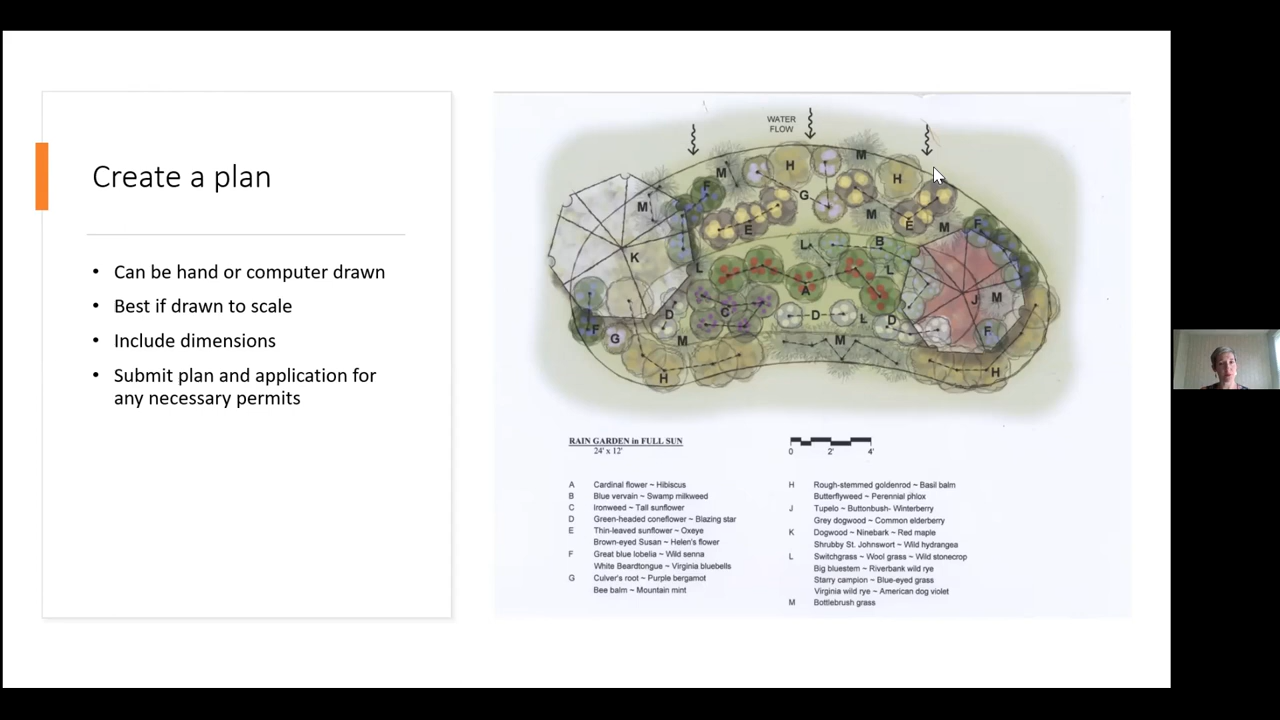 Create a plan
• Can be hand or computer drawn
• Best if drawn to scale
• Include dimensions
• Submit plan and application for
any necessary permits
WATER
FLOW
M
H
M
H
F
G
M
M
E
E
M
F
K
L
B
L
L
A
J
M
C
D
D
L
D
F
F
G
M
M
H
H
RAIN GARDEN in FULL SUN
24' x 12'
0 2' 4'
A Cardinal flower ~ Hibiscus
B Blue vervain ~ Swamp milkweed
C Ironweed ~ Tall sunflower
D Green-headed coneflower ~ Blazing star
E Thin-leaved sunflower ~ Oxeye
Brown-eyed Susan ~ Helen's flower
F Great blue lobelia ~ Wild senna
White Beardtongue ~ Virginia bluebells
G Culver's root ~ Purple bergamot
Bee balm ~ Mountain mint
H Rough-stemmed goldenrod ~ Basil balm
Butterflyweed ~ Perennial phlox
J Tupelo ~ Buttonbush- Winterberry
Grey dogwood ~ Common elderberry
K Dogwood ~ Ninebark ~ Red maple
Shrubby St. Johnswort ~ Wild hydrangea
L Switchgrass ~ Wool grass ~ Wild stonecrop
Big bluestem ~ Riverbank wild rye
Starry campion ~ Blue-eyed grass
Virginia wild rye ~ American dog violet
M Bottlebrush grass